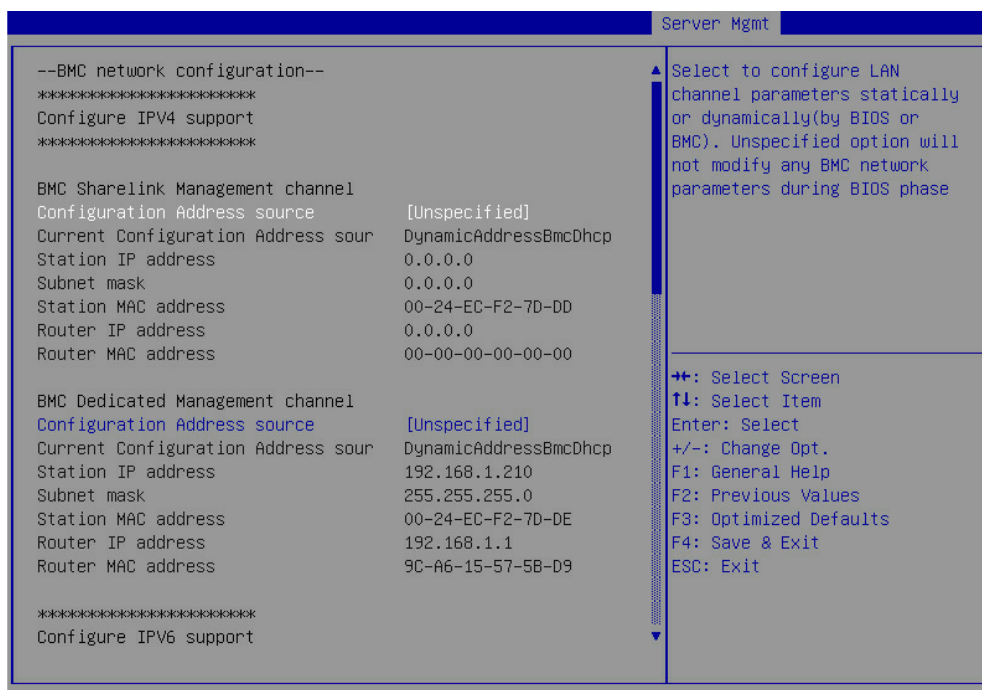 Server Mgmt
--BMC network configuration--
**********************
Configure IPV4 support
**********************
BMC Sharelink Management channel
Configuration Address source [Unspecified]
Current Configuration Address sour DynamicAddressBmcDhcp
Station IP address 0.0.0.0
Subnet mask 0.0.0.0
Station MAC address 00-24-EC-F2-7D-DD
Router IP address 0.0.0.0
Router MAC address 00-00-00-00-00-00
BMC Dedicated Management channel
Configuration Address source [Unspecified]
Current Configuration Address sour DynamicAddressBmcDhcp
Station IP address 192.168.1.210
Subnet mask 255.255.255.0
Station MAC address 00-24-EC-F2-7D-DE
Router IP address 192.168.1.1
Router MAC address 9C-A6-15-57-5B-D9
**********************
Configure IPV6 support
Select to configure LAN
channel parameters statically
or dynamically(by BIOS or
BMC). Unspecified option will
not modify any BMC network
parameters during BIOS phase
→←: Select Screen
↑↓: Select Item
Enter: Select
+/-: Change Opt.
F1: General Help
F2: Previous Values
F3: Optimized Defaults
F4: Save & Exit
ESC: Exit